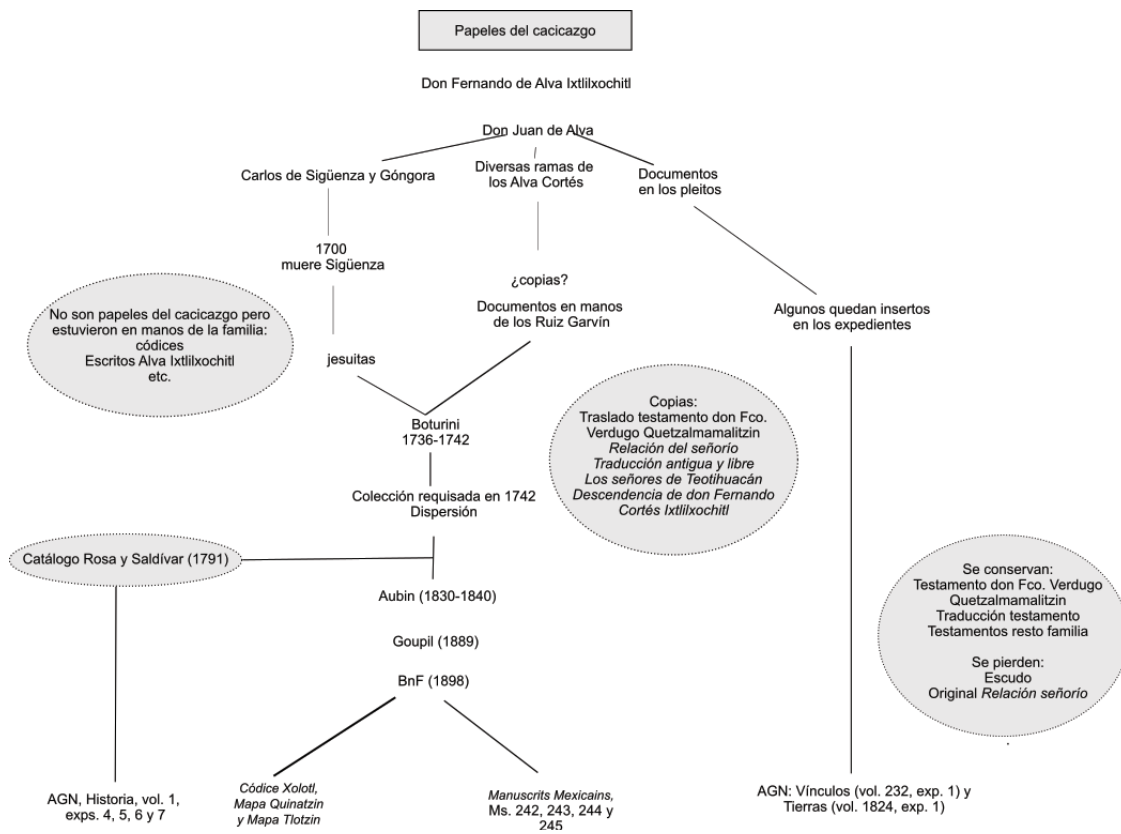 Papeles del cacicazgo
Don Fernando de Alva Ixtlilxochitl
Don Juan de Alva
Carlos de Sigüenza y Góngora
Diversas ramas de
los Alva Cortés
Documentos
en los pleitos
1700
muere Sigüenza
¿copias?
Documentos en manos
de los Ruiz Garvín
Algunos quedan insertos
en los expedientes
No son papeles del cacicazgo pero
estuvieron en manos de la familia:
códices
Escritos Alva Ixtlilxochitl
etc.
jesuitas
Boturini
1736-1742
Copias:
Traslado testamento don Fco.
Verdugo Quetzalmamalitzin
Relación del señorío
Traducción antigua y libre
Los señores de Teotihuacán
Descendencia de don Fernando
Cortés Ixtlilxochitl
Colección requisada en 1742
Dispersión
Catálogo Rosa y Saldívar (1791)
Aubin (1830-1840)
Goupil (1889)
BnF (1898)
Se conservan:
Testamento don Fco. Verdugo
Quetzalmamalitzin
Traducción testamento
Testamentos resto familia
Se pierden:
Escudo
Original Relación señorío
AGN, Historia, vol. 1,
exps. 4, 5, 6 y 7
Códice Xolotl,
Mapa Quinatzin
y Mapa Tlotzin
Manuscrits Mexicains,
Ms. 242, 243, 244 y
245
AGN: Vínculos (vol. 232, exp. 1) y
Tierras (vol. 1824, exp. 1)